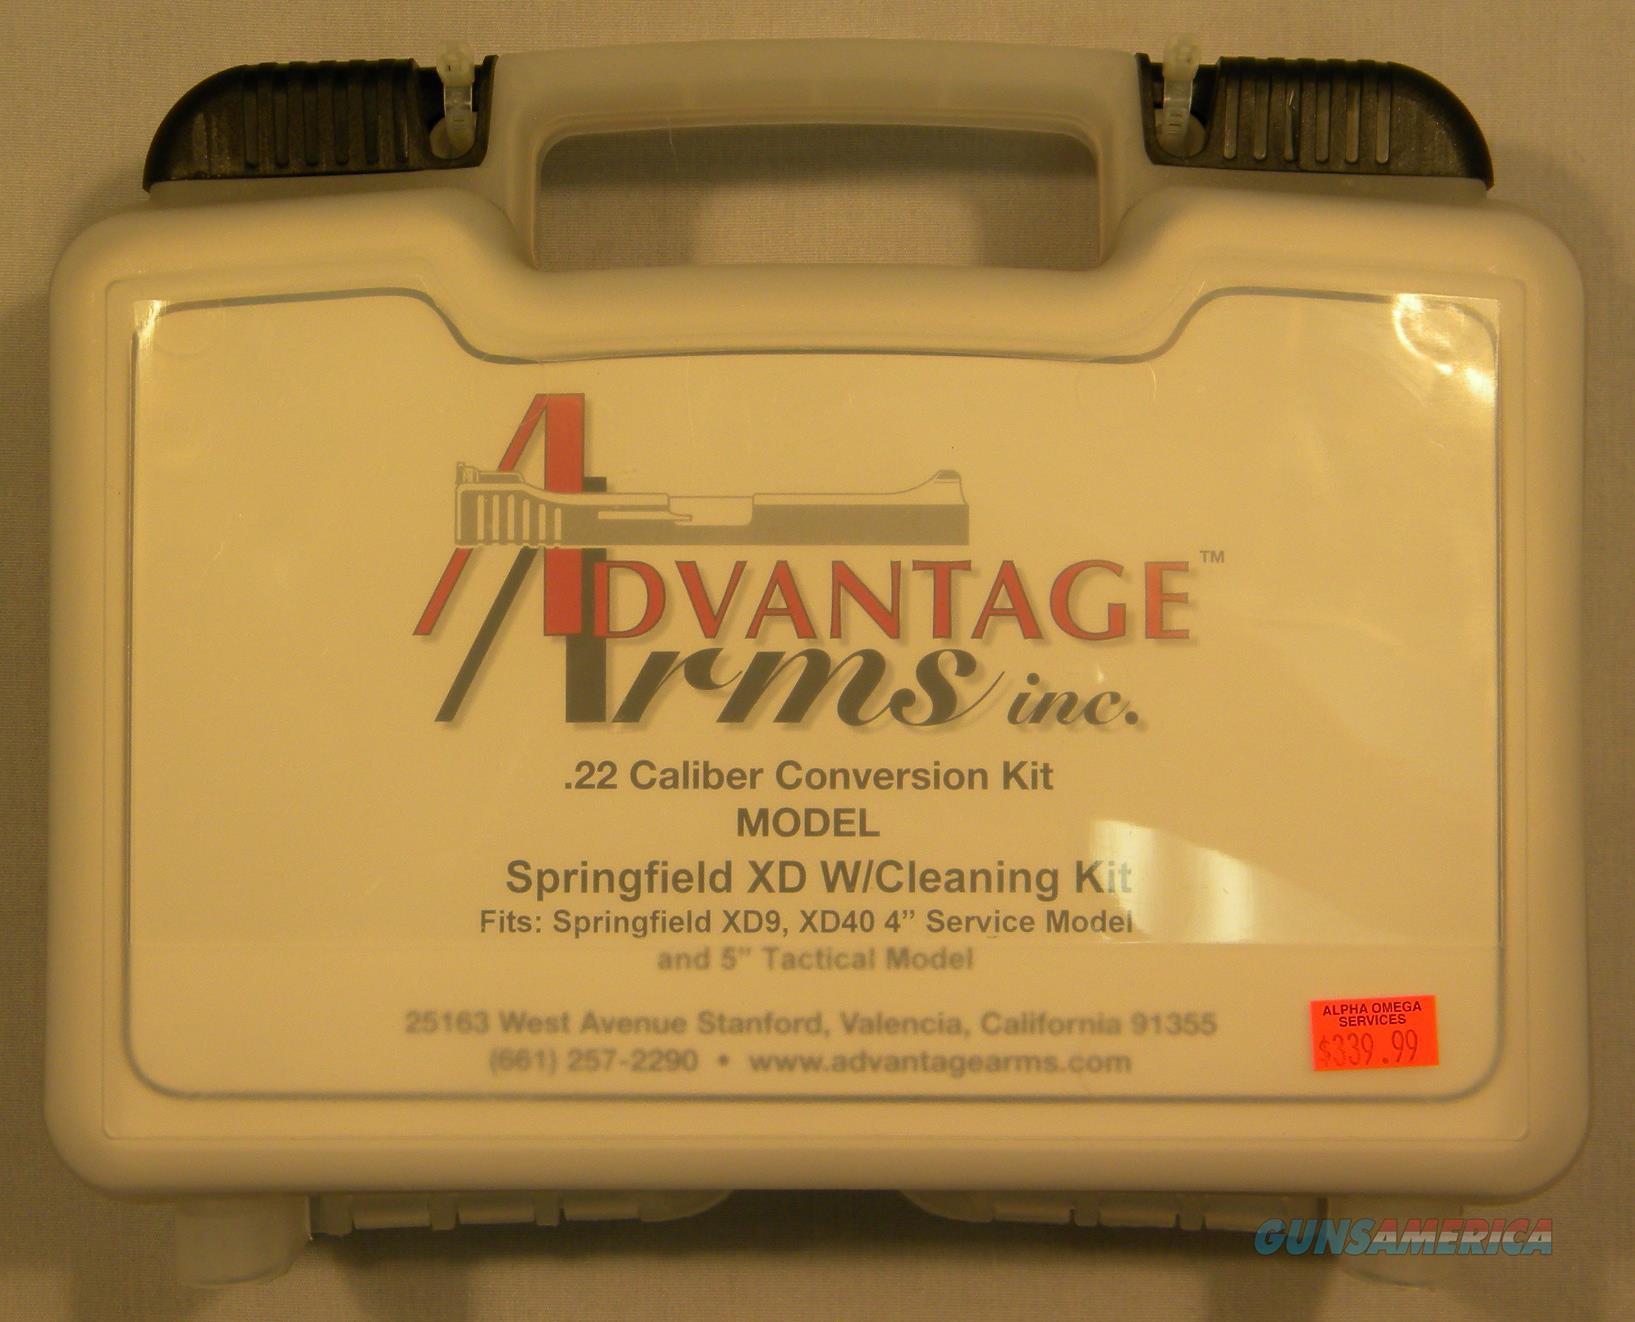 ADVANTAGE™
Arms inc.
.22 Caliber Conversion Kit
MODEL
Springfield XD W/Cleaning Kit
Fits: Springfield XD9, XD40 4” Service Model
and 5” Tactical Model
25163 West Avenue Stanford, Valencia, California 91355
(661) 257-2290 • www.advantagearms.com
ALPHA OMEGA
SERVICES
$339.99
GUNSAMERICA